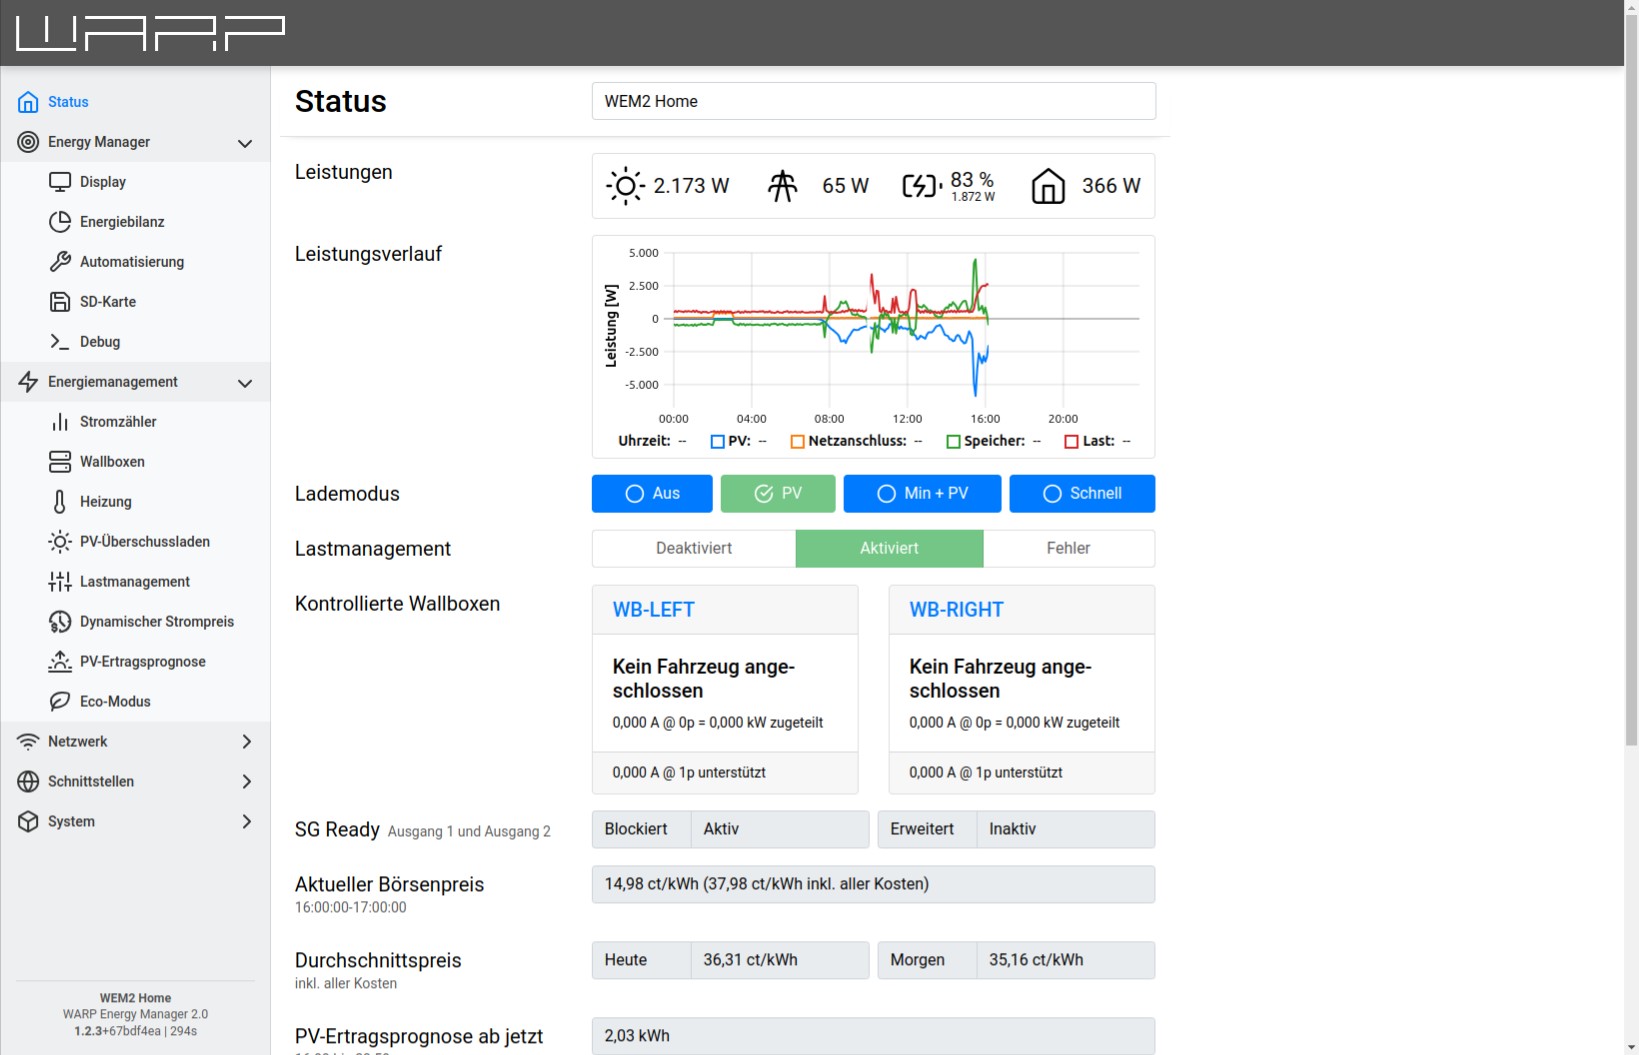 WARP
Status
Energy Manager
Display
Energiebilanz
Automatisierung
SD-Karte
Debug
Energiemanagement
Stromzähler
Wallboxen
Heizung
PV-Überschussladen
Lastmanagement
Dynamischer Strompreis
PV-Ertragsprognose
Eco-Modus
Netzwerk
Schnittstellen
System
WEM2 Home
WARP Energy Manager 2.0
1.2.3+67bdf4ea | 294s
Status
WEM2 Home
Leistungen
2.173 W
65 W
83 %
1.872 W
366 W
Leistungsverlauf
Leistung [W]
5.000
2.500
0
-2.500
-5.000
00:00 04:00 08:00 12:00 16:00 20:00
Uhrzeit: -- PV: -- Netzanschluss: -- Speicher: -- Last: --
Lademodus
Aus PV Min + PV Schnell
Lastmanagement
Deaktiviert Aktiviert Fehler
Kontrollierte Wallboxen
WB-LEFT
Kein Fahrzeug ange-
schlossen
0,000 A @ 0p = 0,000 kW zugeteilt
0,000 A @ 1p unterstützt
WB-RIGHT
Kein Fahrzeug ange-
schlossen
0,000 A @ 0p = 0,000 kW zugeteilt
0,000 A @ 1p unterstützt
SG Ready Ausgang 1 und Ausgang 2
Blockiert Aktiv Erweitert Inaktiv
Aktueller Börsenpreis
16:00:00-17:00:00
14,98 ct/kWh (37,98 ct/kWh inkl. aller Kosten)
Durchschnittspreis
inkl. aller Kosten
Heute 36,31 ct/kWh Morgen 35,16 ct/kWh
PV-Ertragsprognose ab jetzt
2,03 kWh